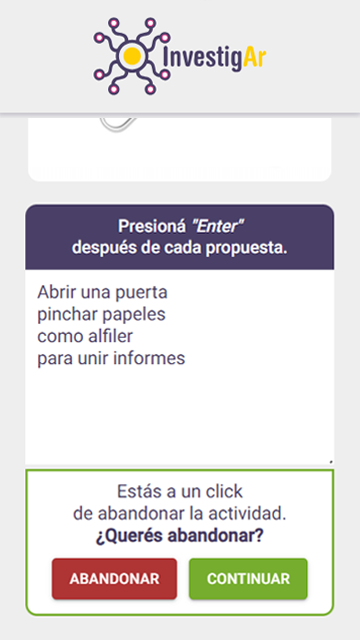 InvestigAr
Presioná "Enter"
después de cada propuesta.
Abrir una puerta
pinchar papeles
como alfiler
para unir informes
Estás a un click
de abandonar la actividad.
¿Querés abandonar?
ABANDONAR
CONTINUAR